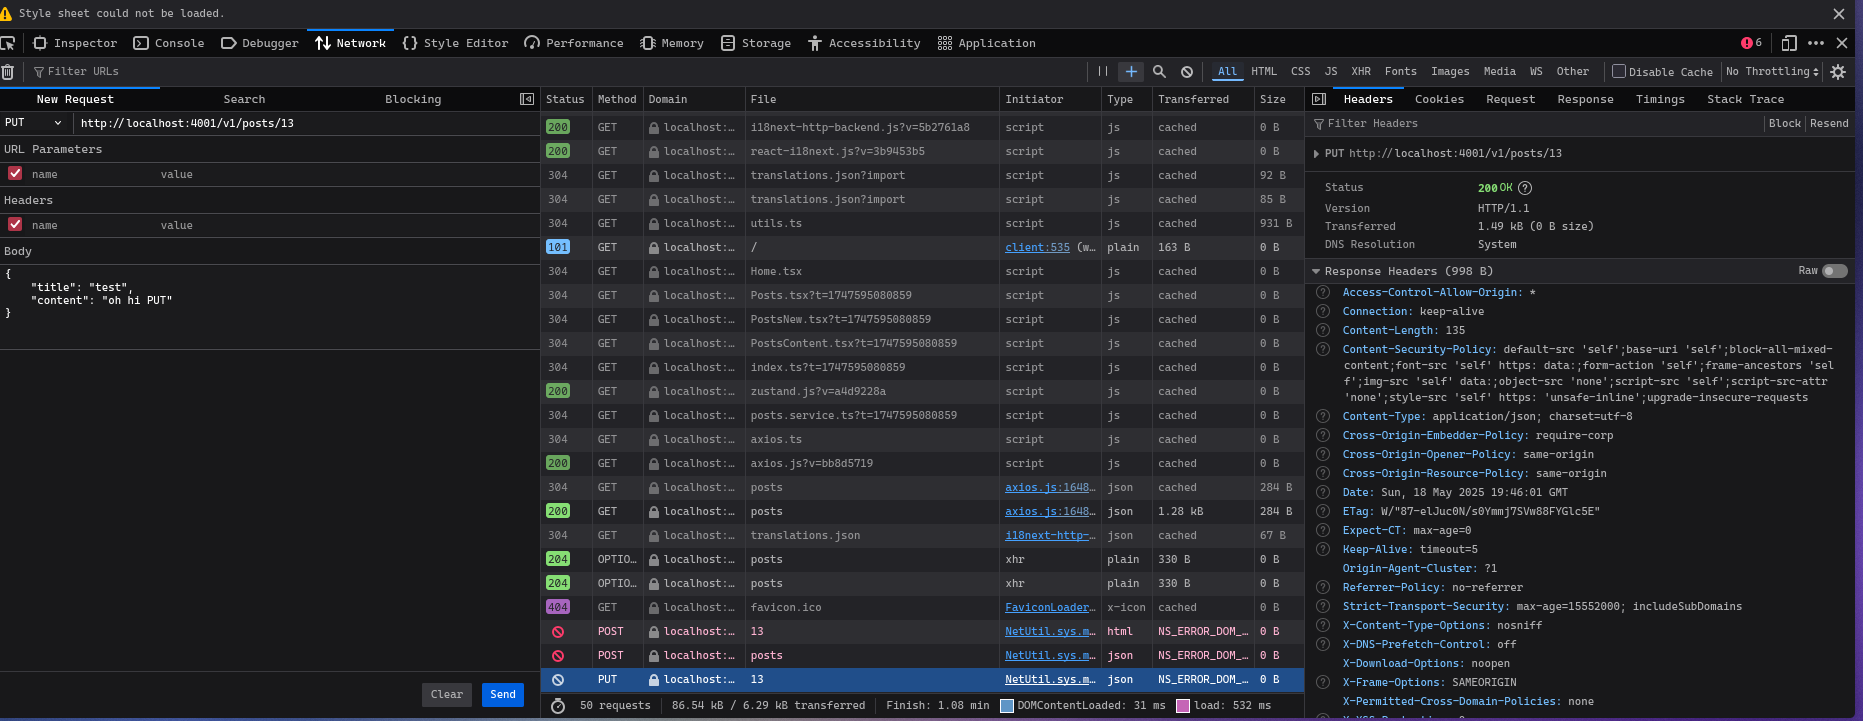 Style sheet could not be loaded.
Inspector Console Debugger Network Style Editor Performance Memory Storage Accessibility Application 6
Filter URLs All HTML CSS JS XHR Fonts Images Media WS Other Disable Cache No Throttling
New Request Search Blocking
PUT http://localhost:4001/v1/posts/13
URL Parameters
name value
Headers
name value
Body
{
"title": "test",
"content": "oh hi PUT"
}
Clear Send
Status Method Domain File Initiator Type Transferred Size
200 GET localhost:… i18next-http-backend.js?v=5b2761a8 script js cached 0 B
200 GET localhost:… react-i18next.js?v=3b9453b5 script js cached 0 B
304 GET localhost:… translations.json?import script js cached 92 B
304 GET localhost:… translations.json?import script js cached 85 B
304 GET localhost:… utils.ts script js cached 931 B
101 GET localhost:… / client:535 (w… plain 163 B 0 B
304 GET localhost:… Home.tsx script js cached 0 B
304 GET localhost:… Posts.tsx?t=1747595080859 script js cached 0 B
304 GET localhost:… PostsNew.tsx?t=1747595080859 script js cached 0 B
304 GET localhost:… PostsContent.tsx?t=1747595080859 script js cached 0 B
304 GET localhost:… index.ts?t=1747595080859 script js cached 0 B
200 GET localhost:… zustand.js?v=a4d9228a script js cached 0 B
304 GET localhost:… posts.service.ts?t=1747595080859 script js cached 0 B
304 GET localhost:… axios.ts script js cached 0 B
200 GET localhost:… axios.js?v=bb8d5719 script js cached 0 B
304 GET localhost:… posts axios.js:1648… json cached 284 B
200 GET localhost:… posts axios.js:1648… json 1.28 kB 284 B
304 GET localhost:… translations.json i18next-http-… json cached 67 B
204 OPTIO… localhost:… posts xhr plain 330 B 0 B
204 OPTIO… localhost:… posts xhr plain 330 B 0 B
404 GET localhost:… favicon.ico FaviconLoader… x-icon cached 0 B
POST localhost:… 13 NetUtil.sys.m… html NS_ERROR_DOM_… 0 B
POST localhost:… posts NetUtil.sys.m… json NS_ERROR_DOM_… 0 B
PUT localhost:… 13 NetUtil.sys.m… json NS_ERROR_DOM_… 0 B
50 requests 86.54 kB / 6.29 kB transferred Finish: 1.08 min DOMContentLoaded: 31 ms load: 532 ms
Headers Cookies Request Response Timings Stack Trace
Filter Headers Block Resend
PUT http://localhost:4001/v1/posts/13
Status 200 OK
Version HTTP/1.1
Transferred 1.49 kB (0 B size)
DNS Resolution System
Response Headers (998 B) Raw
Access-Control-Allow-Origin: *
Connection: keep-alive
Content-Length: 135
Content-Security-Policy: default-src 'self';base-uri 'self';block-all-mixed-
content;font-src 'self' https: data:;form-action 'self';frame-ancestors 'sel
f';img-src 'self' data:;object-src 'none';script-src 'self';script-src-attr
'none';style-src 'self' https: 'unsafe-inline';upgrade-insecure-requests
Content-Type: application/json; charset=utf-8
Cross-Origin-Embedder-Policy: require-corp
Cross-Origin-Opener-Policy: same-origin
Cross-Origin-Resource-Policy: same-origin
Date: Sun, 18 May 2025 19:46:01 GMT
ETag: W/"87-elJuc0N/s0Ymmj7SVw88FYGlc5E"
Expect-CT: max-age=0
Keep-Alive: timeout=5
Origin-Agent-Cluster: ?1
Referrer-Policy: no-referrer
Strict-Transport-Security: max-age=15552000; includeSubDomains
X-Content-Type-Options: nosniff
X-DNS-Prefetch-Control: off
X-Download-Options: noopen
X-Frame-Options: SAMEORIGIN
X-Permitted-Cross-Domain-Policies: none